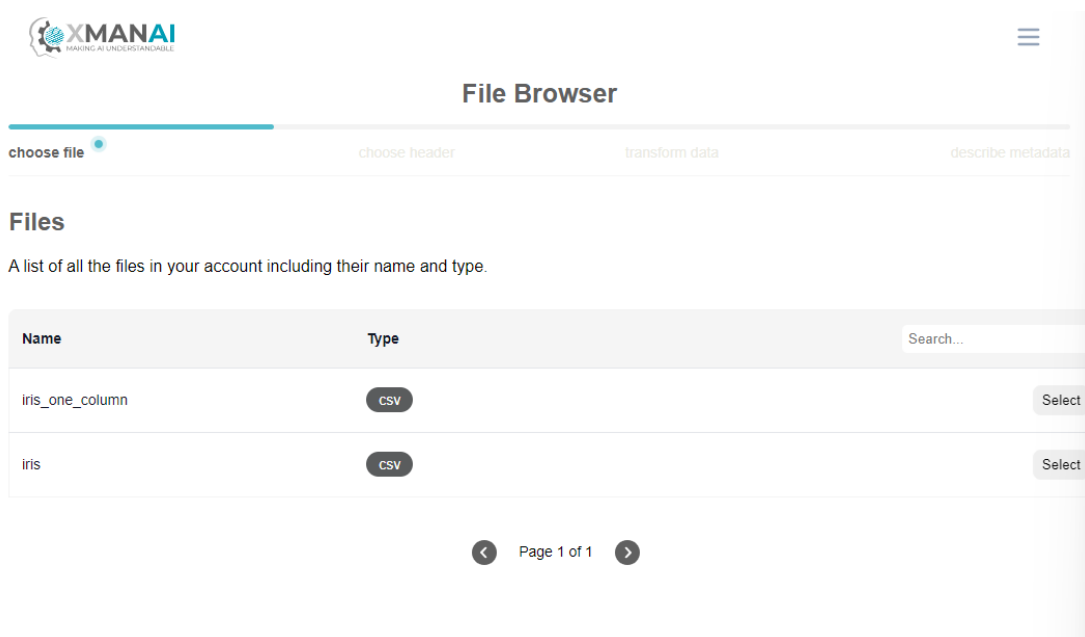 XMANAI
MAKING AI UNDERSTANDABLE
File Browser
choose file choose header transform data describe metadata
Files
A list of all the files in your account including their name and type.
Name Type Search...
iris_one_column CSV Select
iris CSV Select
Page 1 of 1